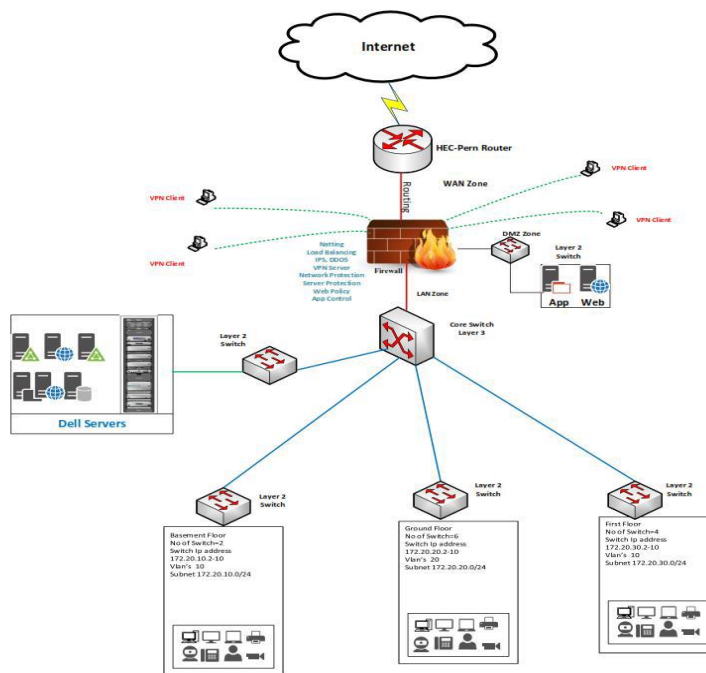 Internet
HEC-Pern Router
WAN Zone
Routing
VPN Client
VPN Client
VPN Client
VPN Client
Natting
Load Balancing
IPS, DDOS
VPN Server
Network Protection
Server Protection
Web Policy
App Control
Firewall
DMZ Zone
Layer 2
Switch
App Web
LAN Zone
Core Switch
Layer 3
Layer 2
Switch
Dell Servers
Layer 2
Switch
Layer 2
Switch
Layer 2
Switch
Basement Floor
No of Switch=2
Switch Ip address
172.20.10.2-10
Vlan's 10
Subnet 172.20.10.0/24
Ground Floor
No of Switch=6
Switch Ip address
172.20.20.2-10
Vlan's 20
Subnet 172.20.20.0/24
First Floor
No of Switch=4
Switch Ip address
172.20.30.2-10
Vlan's 10
Subnet 172.20.30.0/24